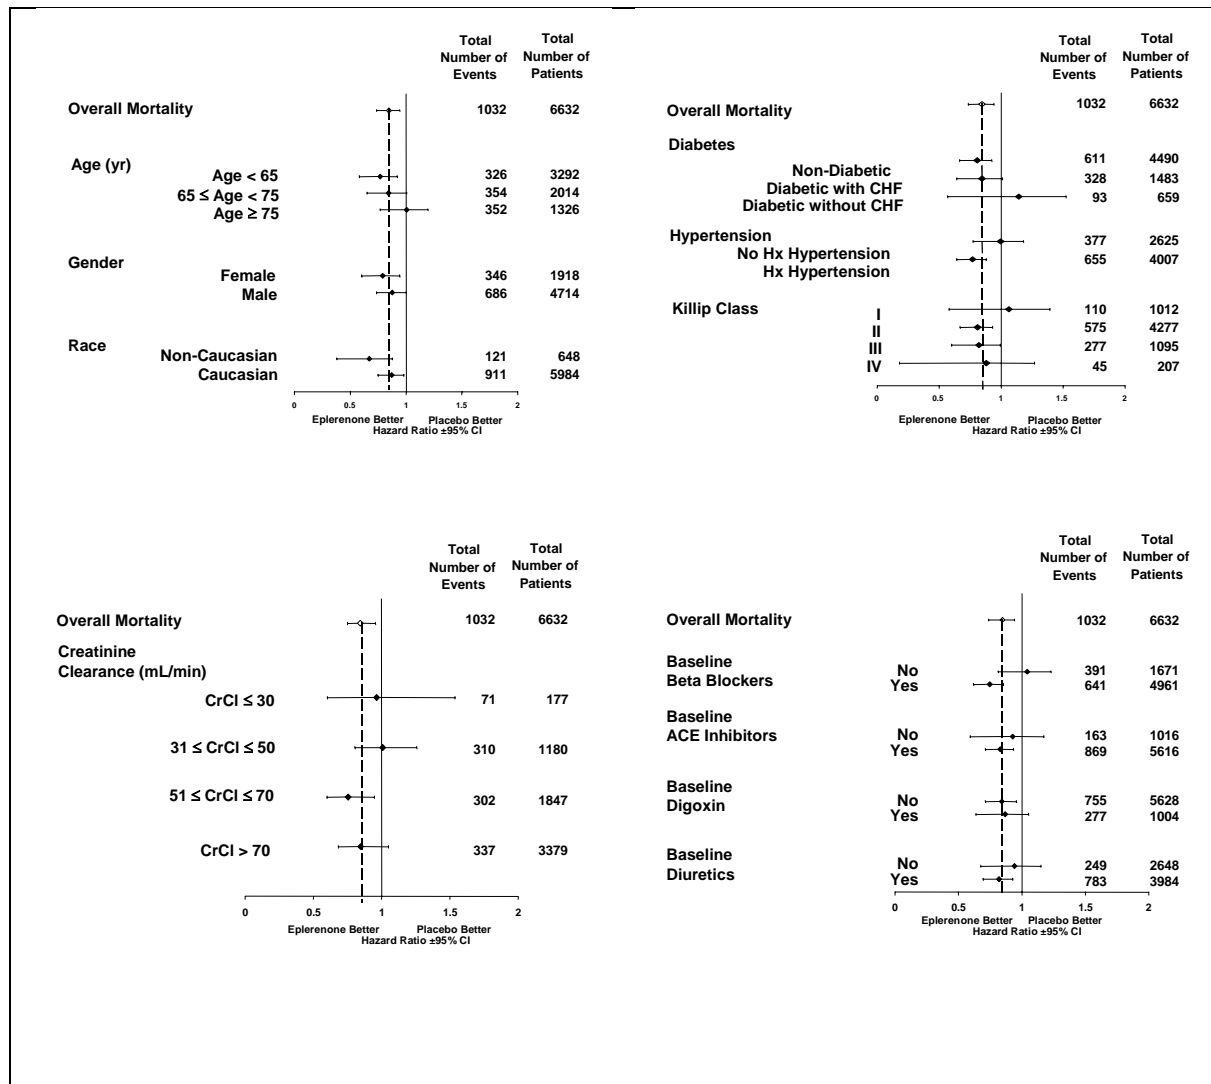 Total Number of Events
Total Number of Patients
Overall Mortality 1032 6632
Age (yr)
Age < 65 326 3292
65 ≤ Age < 75 354 2014
Age ≥ 75 352 1326
Gender
Female 346 1918
Male 686 4714
Race
Non-Caucasian 121 648
Caucasian 911 5984
0 0.5 1 1.5 2
Eplerenone Better Placebo Better
Hazard Ratio ±95% CI
Total Number of Events
Total Number of Patients
Overall Mortality 1032 6632
Diabetes
Non-Diabetic 611 4490
Diabetic with CHF 328 1483
Diabetic without CHF 93 659
Hypertension
No Hx Hypertension 377 2625
Hx Hypertension 655 4007
Killip Class
I 110 1012
II 575 4277
III 277 1095
IV 45 207
0 0.5 1 1.5 2
Eplerenone Better Placebo Better
Hazard Ratio ±95% CI
Total Number of Events
Total Number of Patients
Overall Mortality 1032 6632
Creatinine
Clearance (mL/min)
CrCl ≤ 30 71 177
31 ≤ CrCl ≤ 50 310 1180
51 ≤ CrCl ≤ 70 302 1847
CrCl > 70 337 3379
0 0.5 1 1.5 2
Eplerenone Better Placebo Better
Hazard Ratio ±95% CI
Total Number of Events
Total Number of Patients
Overall Mortality 1032 6632
Baseline
Beta Blockers
No 391 1671
Yes 641 4961
Baseline
ACE Inhibitors
No 163 1016
Yes 869 5616
Baseline
Digoxin
No 755 5628
Yes 277 1004
Baseline
Diuretics
No 249 2648
Yes 783 3984
0 0.5 1 1.5 2
Eplerenone Better Placebo Better
Hazard Ratio ±95% CI